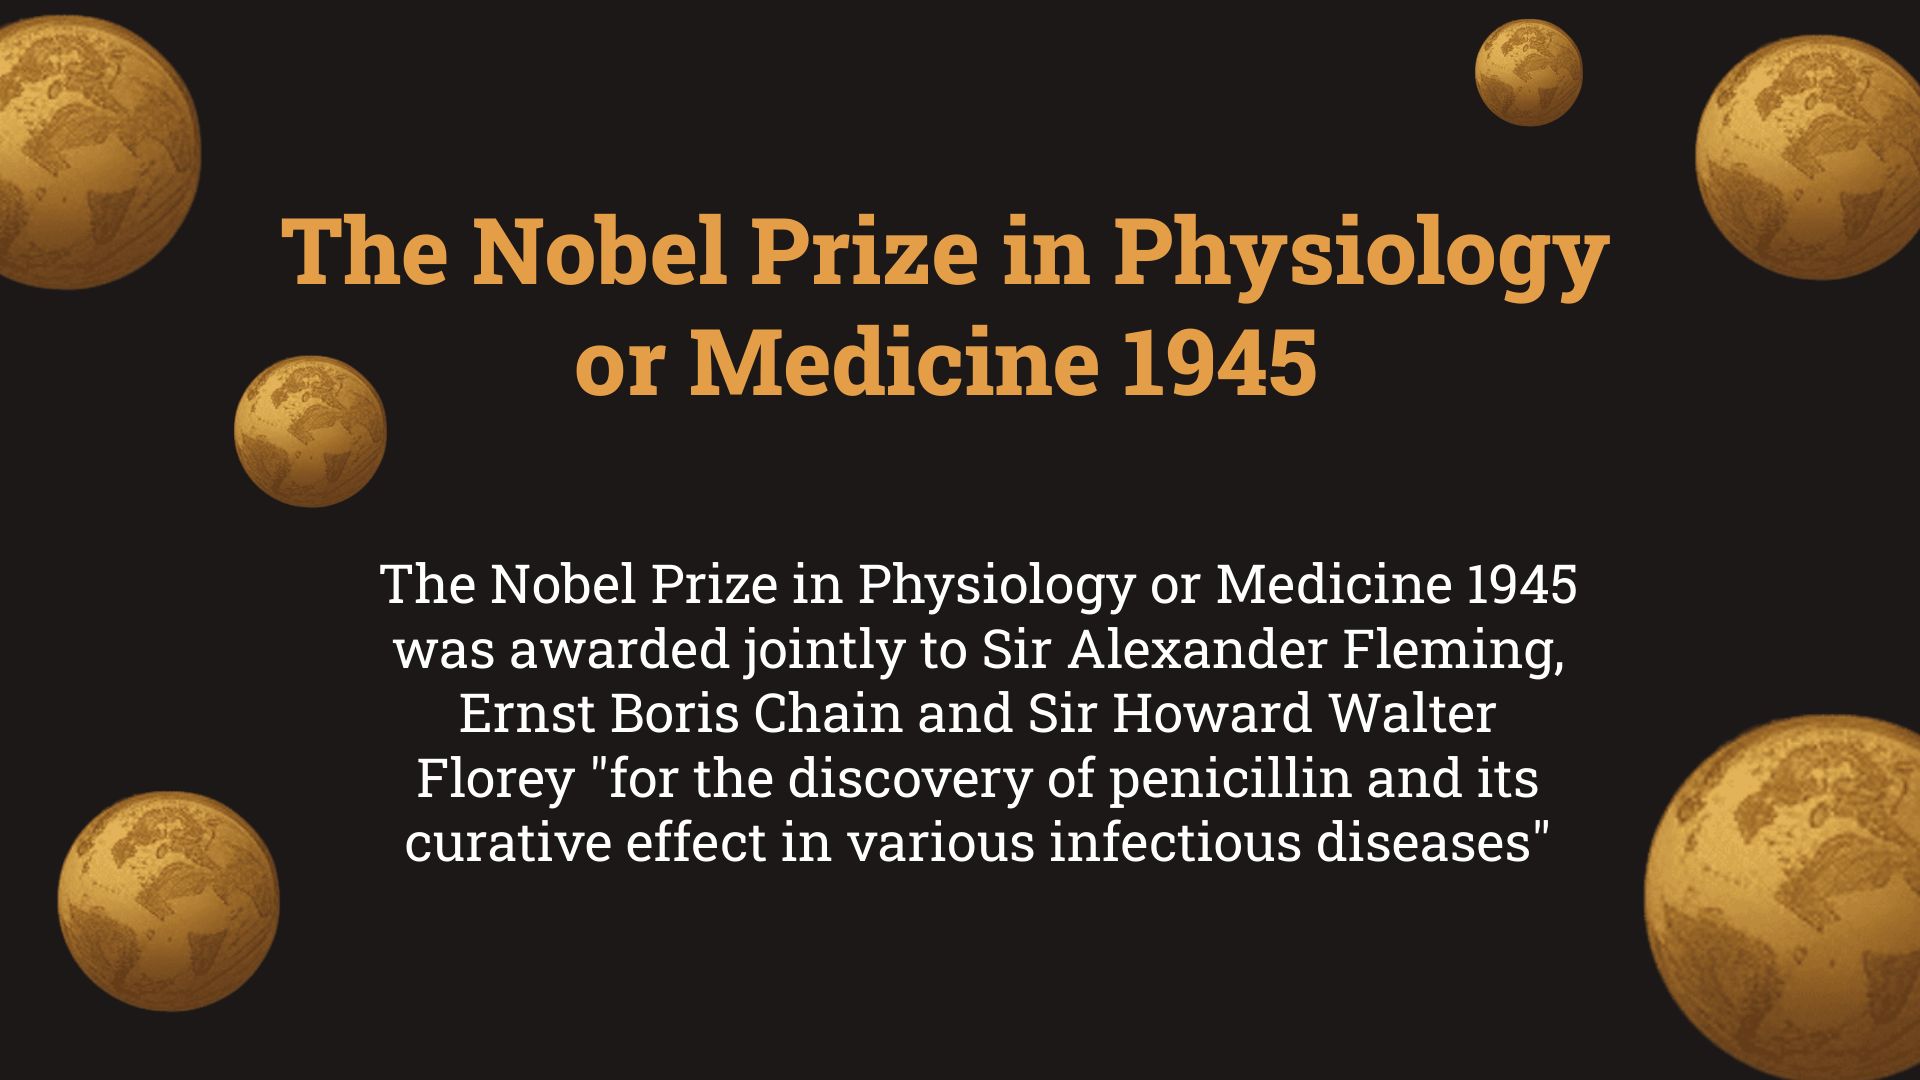 The Nobel Prize in Physiology
or Medicine 1945
The Nobel Prize in Physiology or Medicine 1945
was awarded jointly to Sir Alexander Fleming,
Ernst Boris Chain and Sir Howard Walter
Florey "for the discovery of penicillin and its
curative effect in various infectious diseases"